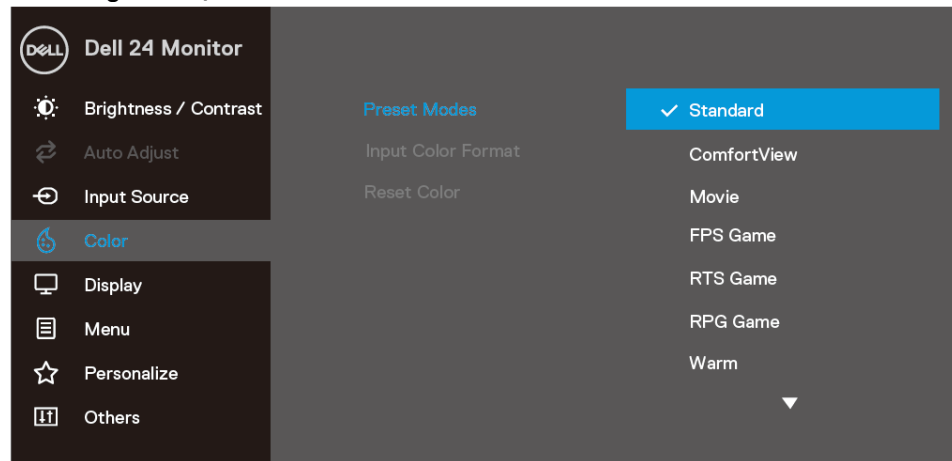 DELL
Dell 24 Monitor
Brightness / Contrast
Auto Adjust
Input Source
Color
Display
Menu
Personalize
Others
Preset Modes
Input Color Format
Reset Color
Standard
ComfortView
Movie
FPS Game
RTS Game
RPG Game
Warm